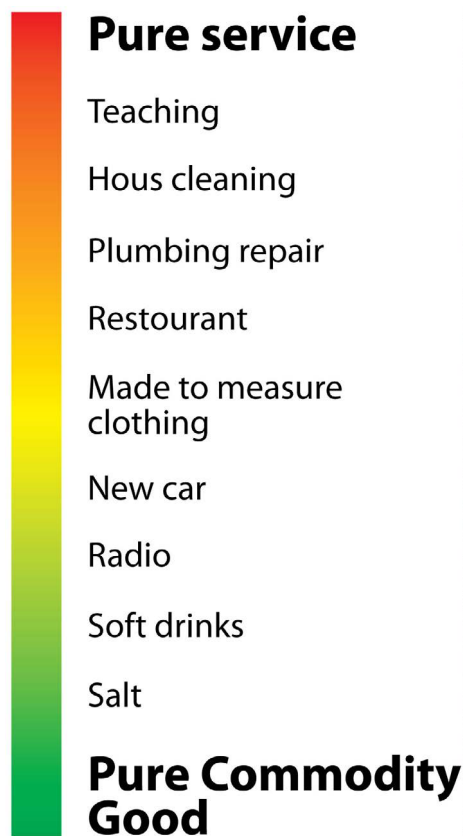 Pure service
Teaching
Hous cleaning
Plumbing repair
Restourant
Made to measure
clothing
New car
Radio
Soft drinks
Salt
Pure Commodity
Good